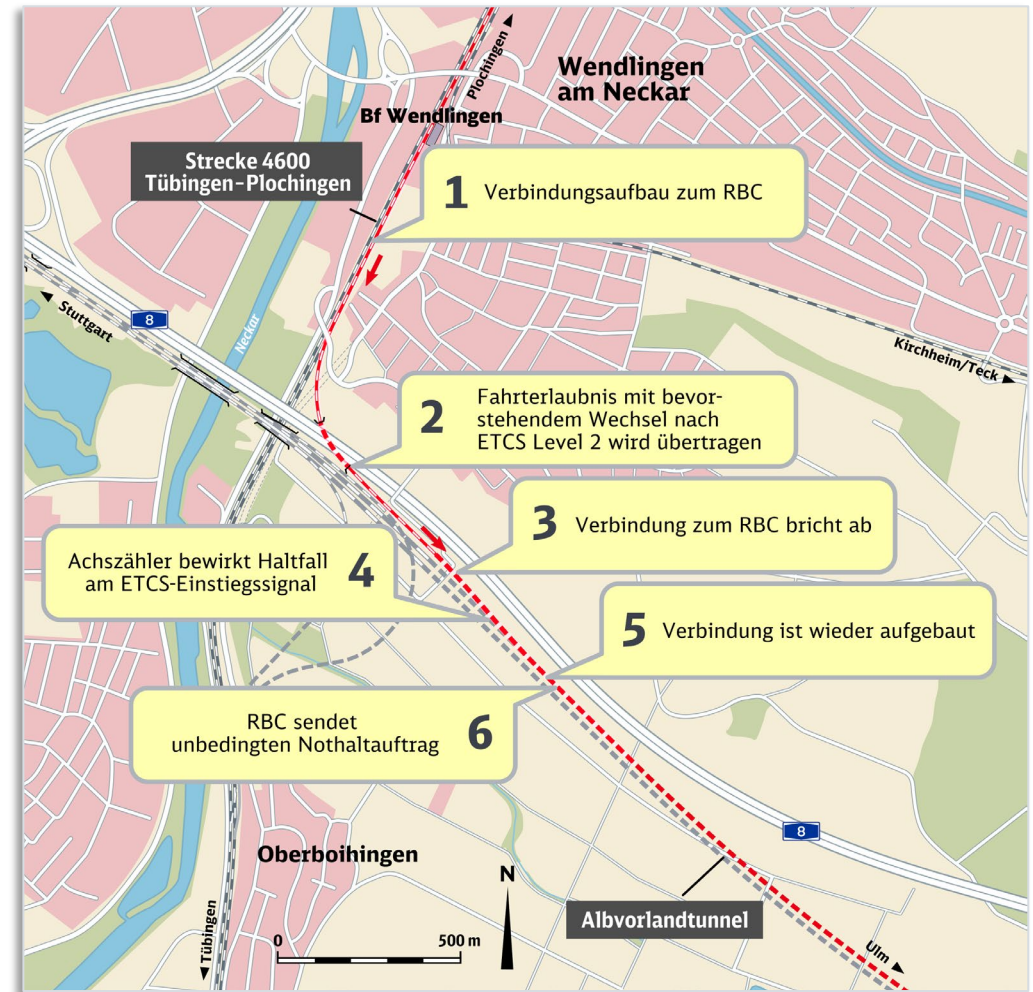 Plochingen
Wendlingen
am Neckar
Bf Wendlingen
Strecke 4600
Tübingen–Plochingen
1 Verbindungsaufbau zum RBC
Stuttgart
8
Neckar
Kirchheim/Teck
2 Fahrterlaubnis mit bevor-
stehendem Wechsel nach
ETCS Level 2 wird übertragen
3 Verbindung zum RBC bricht ab
Achszähler bewirkt Haltfall
am ETCS-Einstiegssignal 4
5 Verbindung ist wieder aufgebaut
RBC sendet
unbedingten Nothaltauftrag 6
8
Oberboihingen
N
Albvorlandtunnel
0 500 m
Tübingen
Ulm